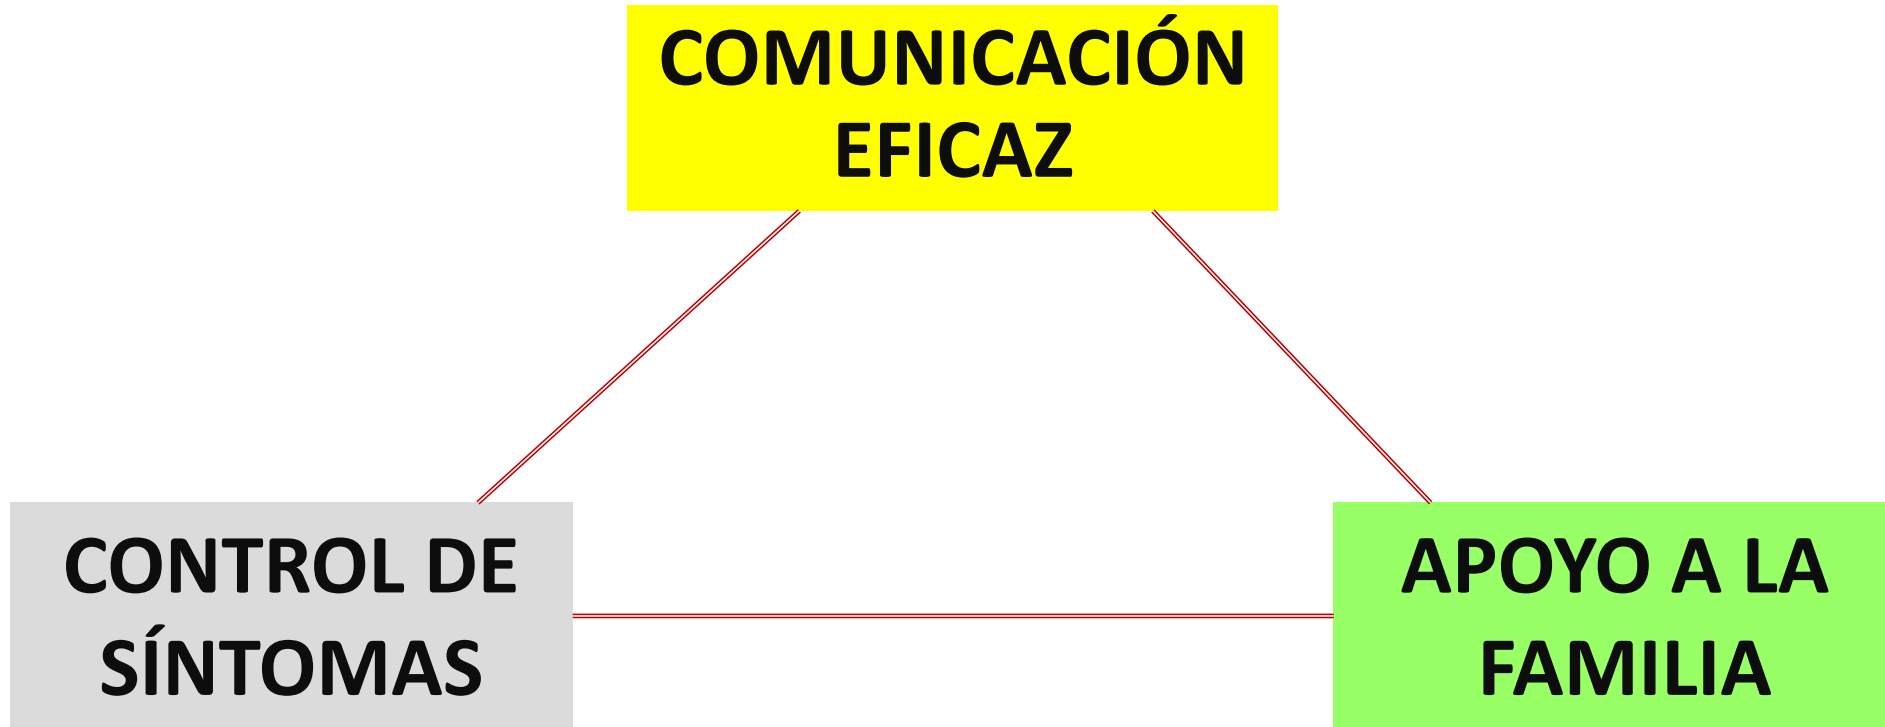 COMUNICACIÓN
EFICAZ
CONTROL DE
SÍNTOMAS
APOYO A LA
FAMILIA